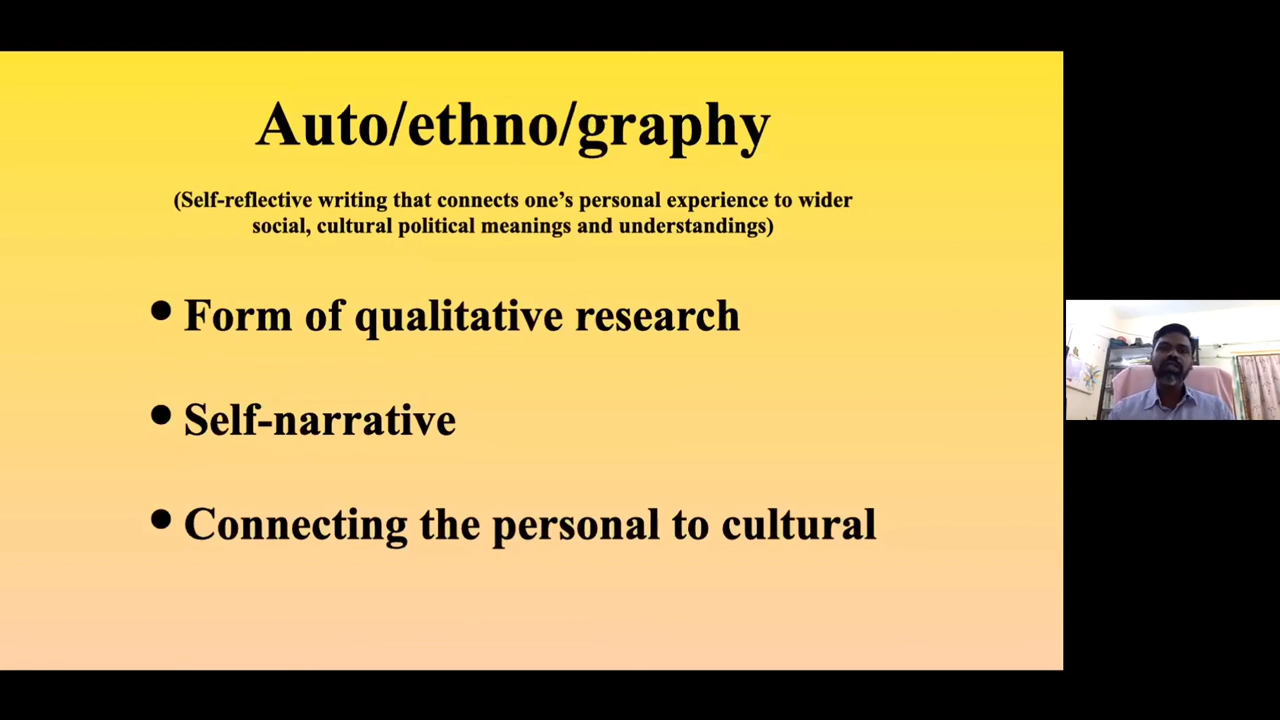 Auto/ethno/graphy
(Self-reflective writing that connects one’s personal experience to wider
social, cultural political meanings and understandings)
• Form of qualitative research
• Self-narrative
• Connecting the personal to cultural